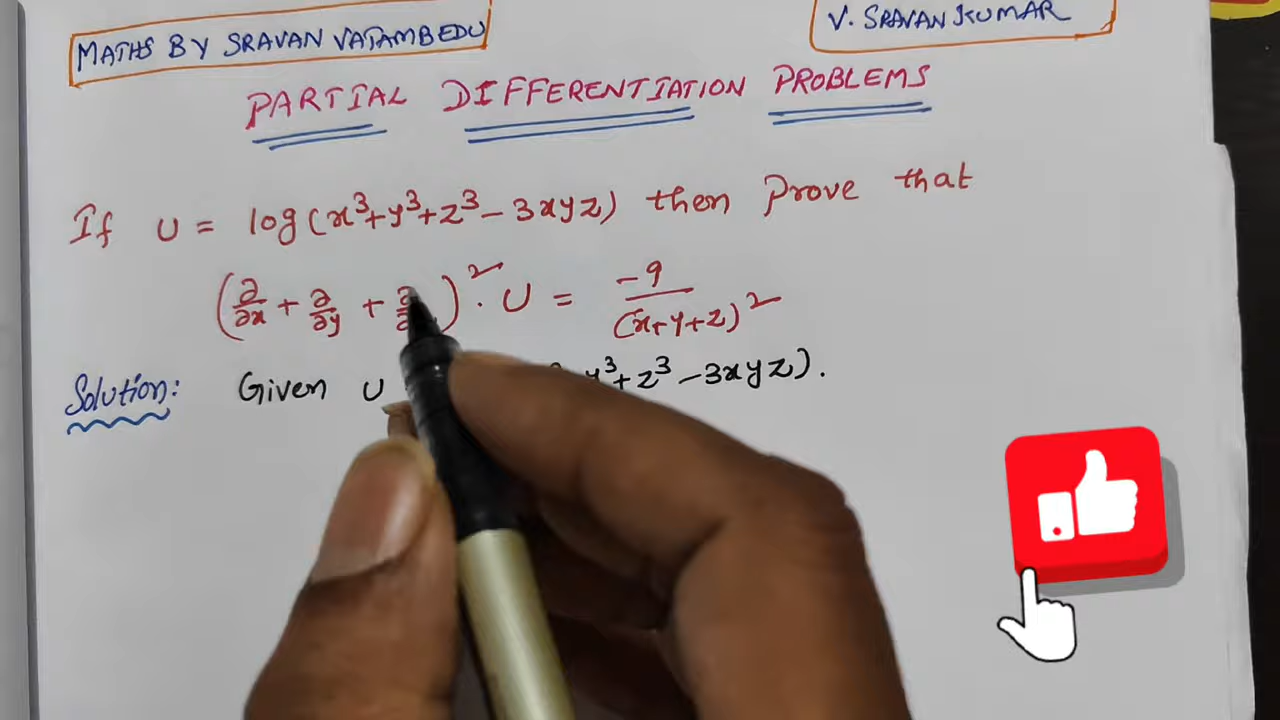 MATHS BY SRAVAN VATAMBEDU
V. SRAVAN KUMAR
PARTIAL DIFFERENTIATION PROBLEMS
If U = log(x³+y³+z³-3xyz) then prove that
(∂/∂x + ∂/∂y + ∂)² · U = -9/(x+y+z)²
Solution: Given u y³+z³-3xyz).